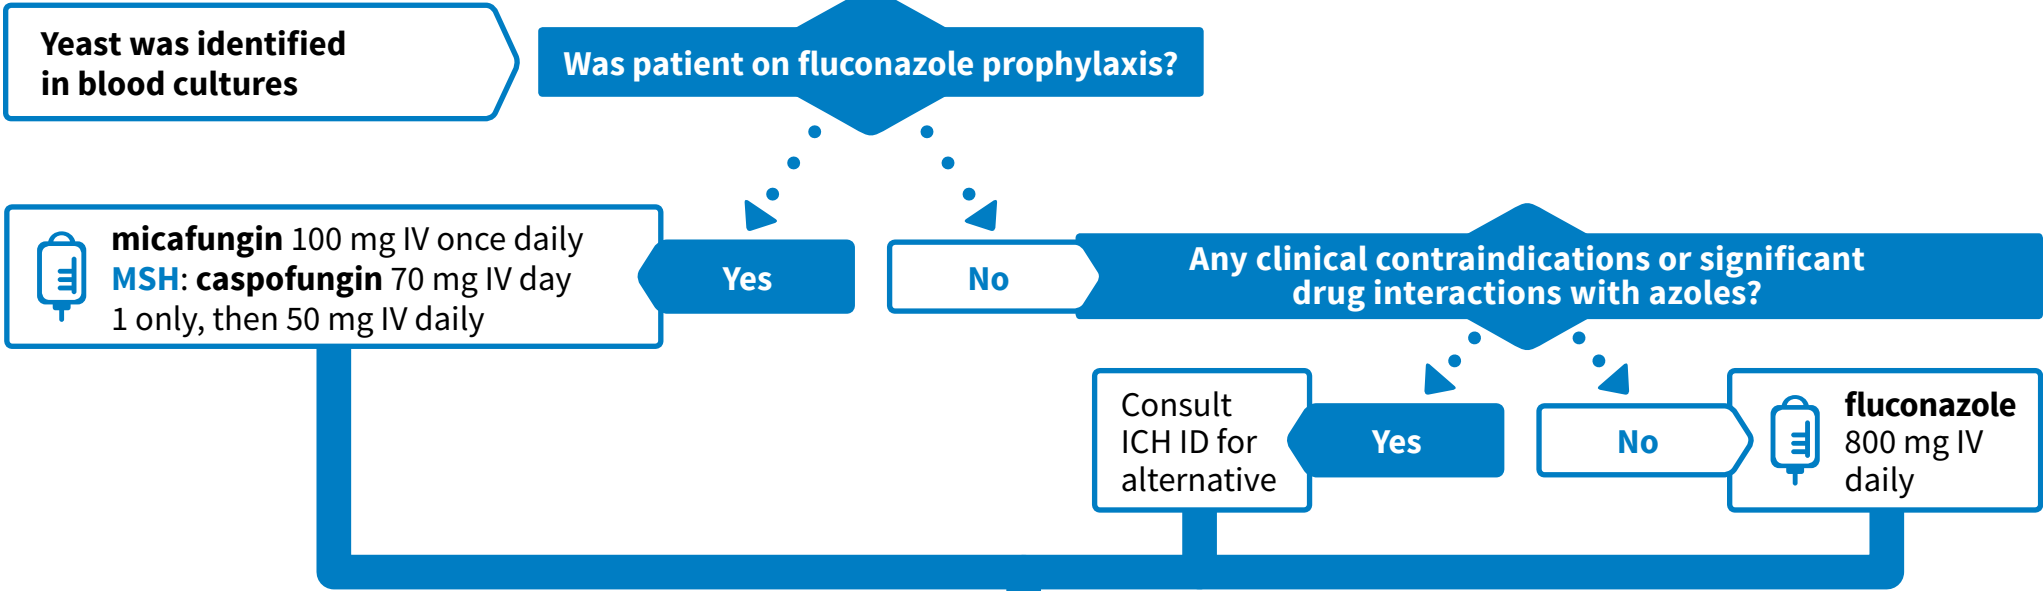 Yeast was identified
in blood cultures
Was patient on fluconazole prophylaxis?
micafungin 100 mg IV once daily
MSH: caspofungin 70 mg IV day
1 only, then 50 mg IV daily
Yes
No
Any clinical contraindications or significant
drug interactions with azoles?
Consult
ICH ID for
alternative
Yes
No
fluconazole
800 mg IV
daily